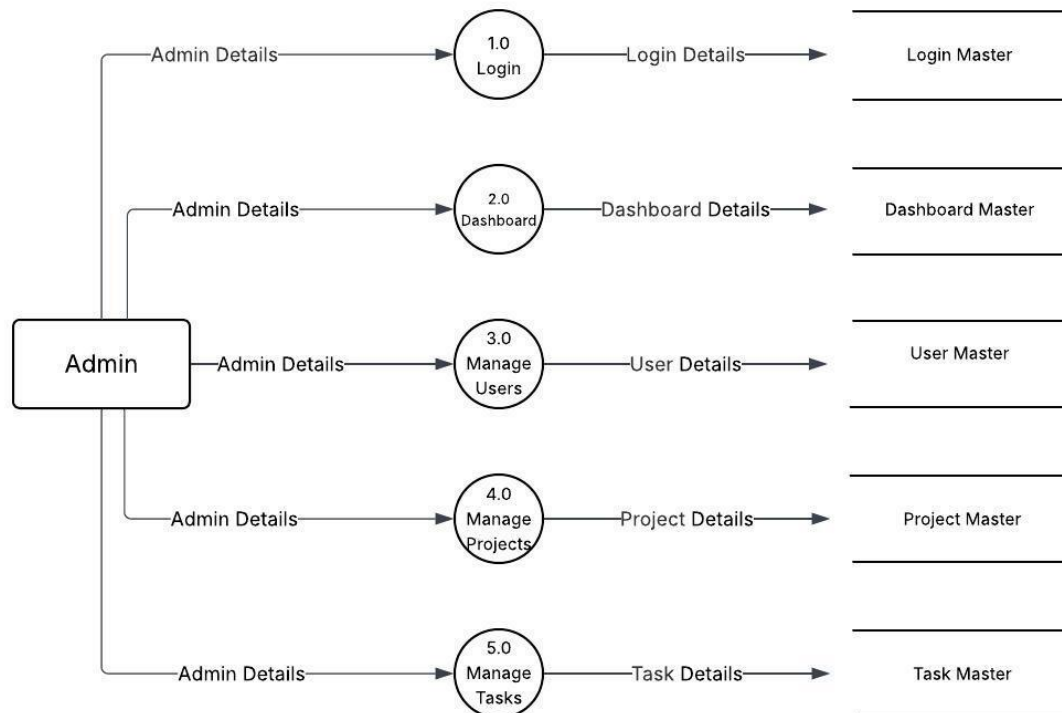 Admin Details
1.0
Login
Login Details
Login Master
Admin Details
2.0
Dashboard
Dashboard Details
Dashboard Master
Admin
Admin Details
3.0
Manage
Users
User Details
User Master
Admin Details
4.0
Manage
Projects
Project Details
Project Master
Admin Details
5.0
Manage
Tasks
Task Details
Task Master